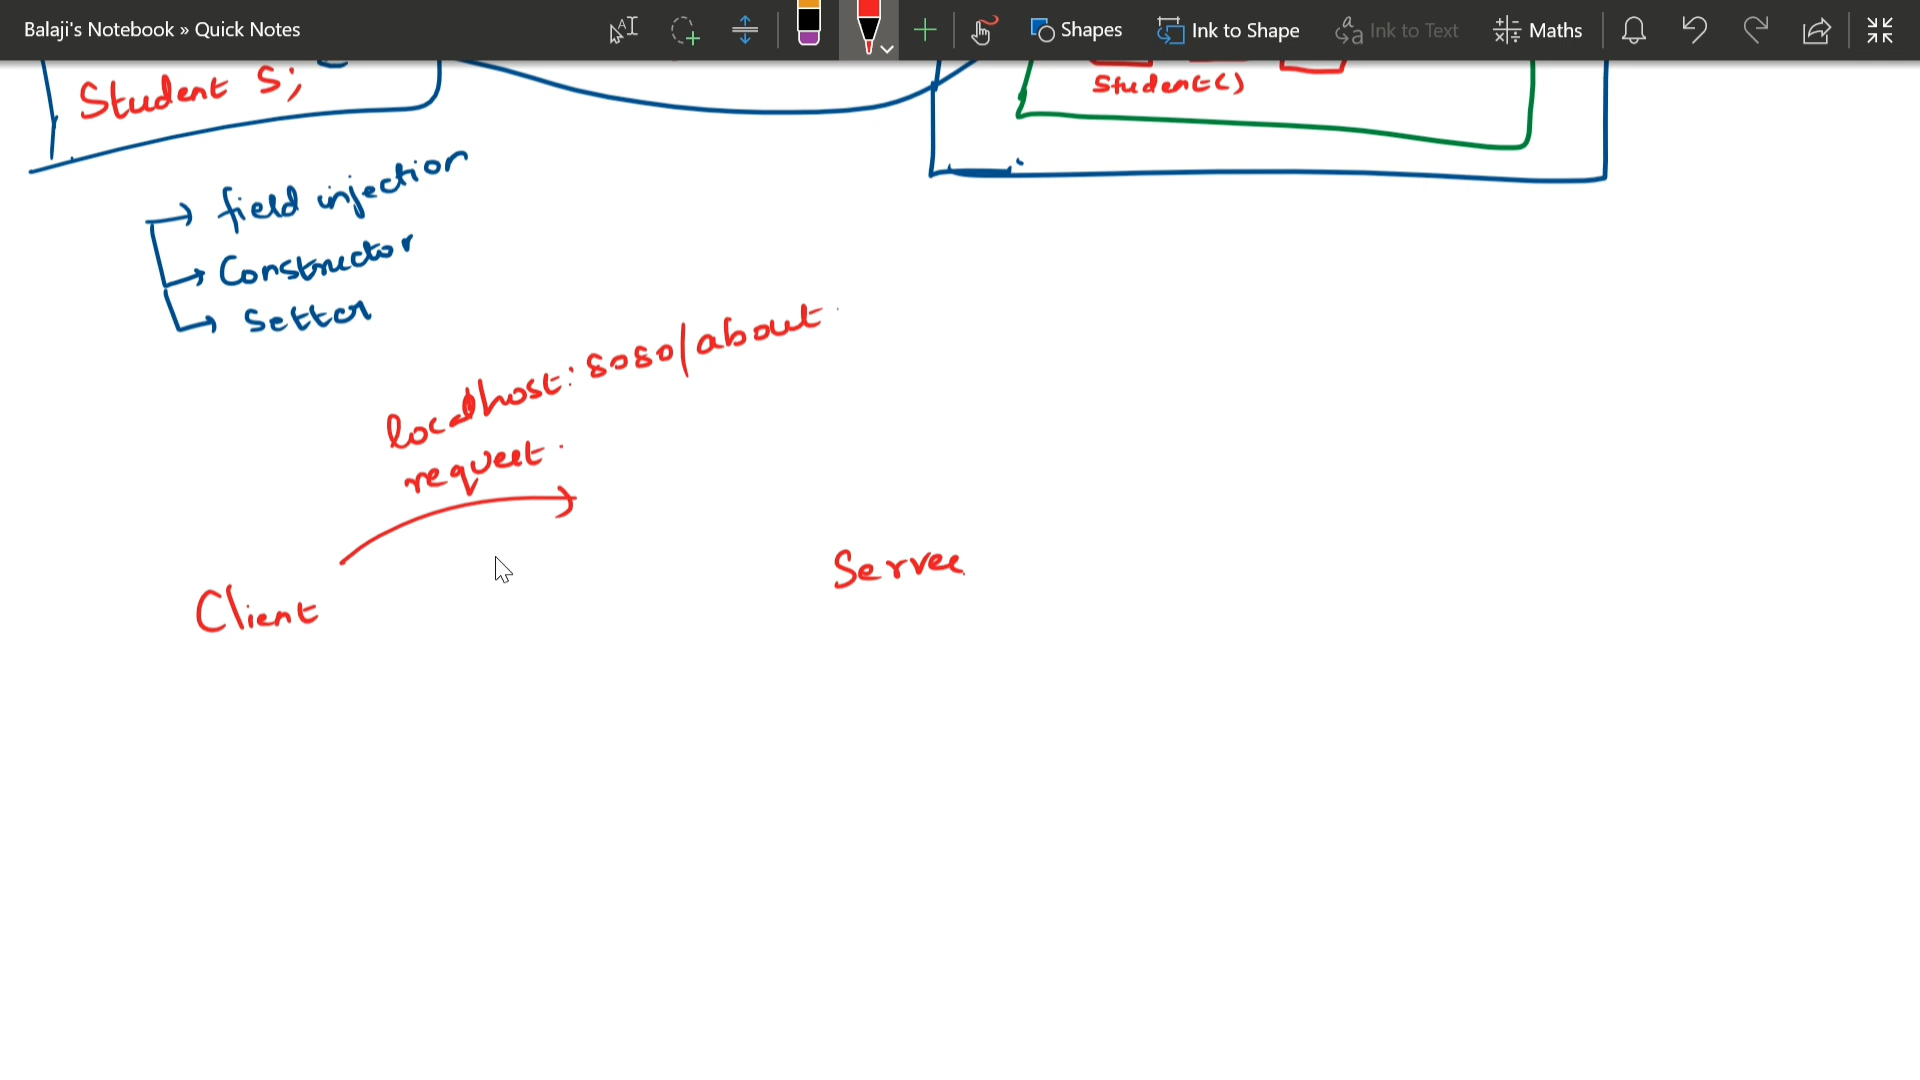 Balaji's Notebook » Quick Notes
Shapes
Ink to Shape
Ink to Text
Maths
Student S;
Student()
field injection
Constructor
Setter
localhost:8080/about
request
Client
Server